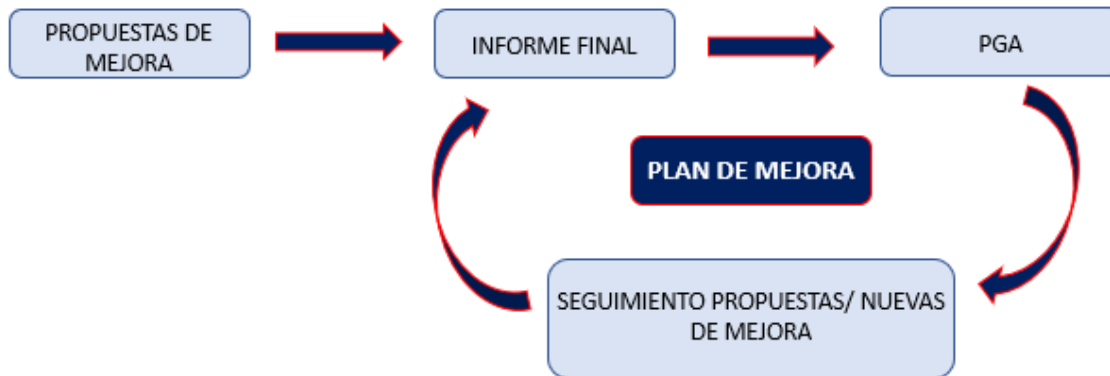 PROPUESTAS DE
MEJORA
INFORME FINAL
PGA
PLAN DE MEJORA
SEGUIMIENTO PROPUESTAS/ NUEVAS
DE MEJORA